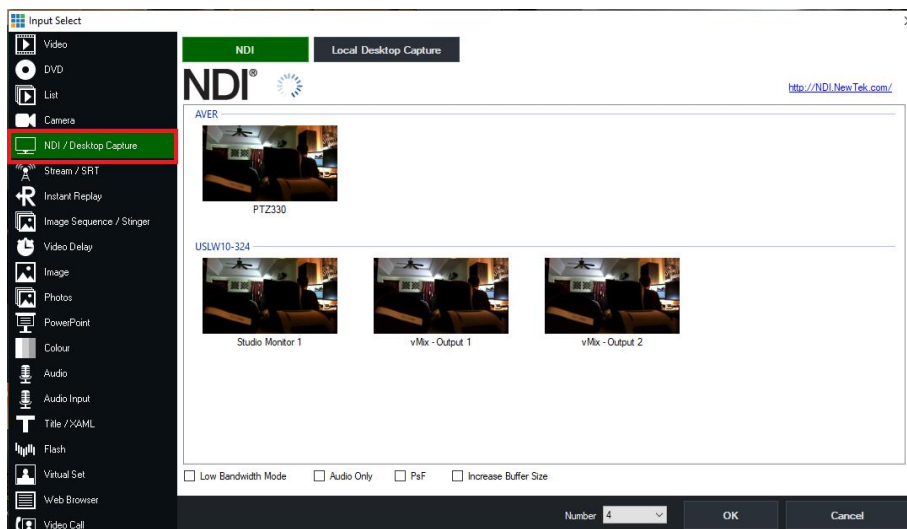 Input Select
Video
DVD
List
Camera
NDI / Desktop Capture
Stream / SRT
Instant Replay
Image Sequence / Stinger
Video Delay
Image
Photos
PowerPoint
Colour
Audio
Audio Input
Title / XAML
Flash
Virtual Set
Web Browser
Video Call
NDI
Local Desktop Capture
NDI®
http://NDI.NewTek.com/
AVER
PTZ330
USLW10-324
Studio Monitor 1
vMix - Output 1
vMix - Output 2
Low Bandwidth Mode
Audio Only
PsF
Increase Buffer Size
Number 4
OK
Cancel